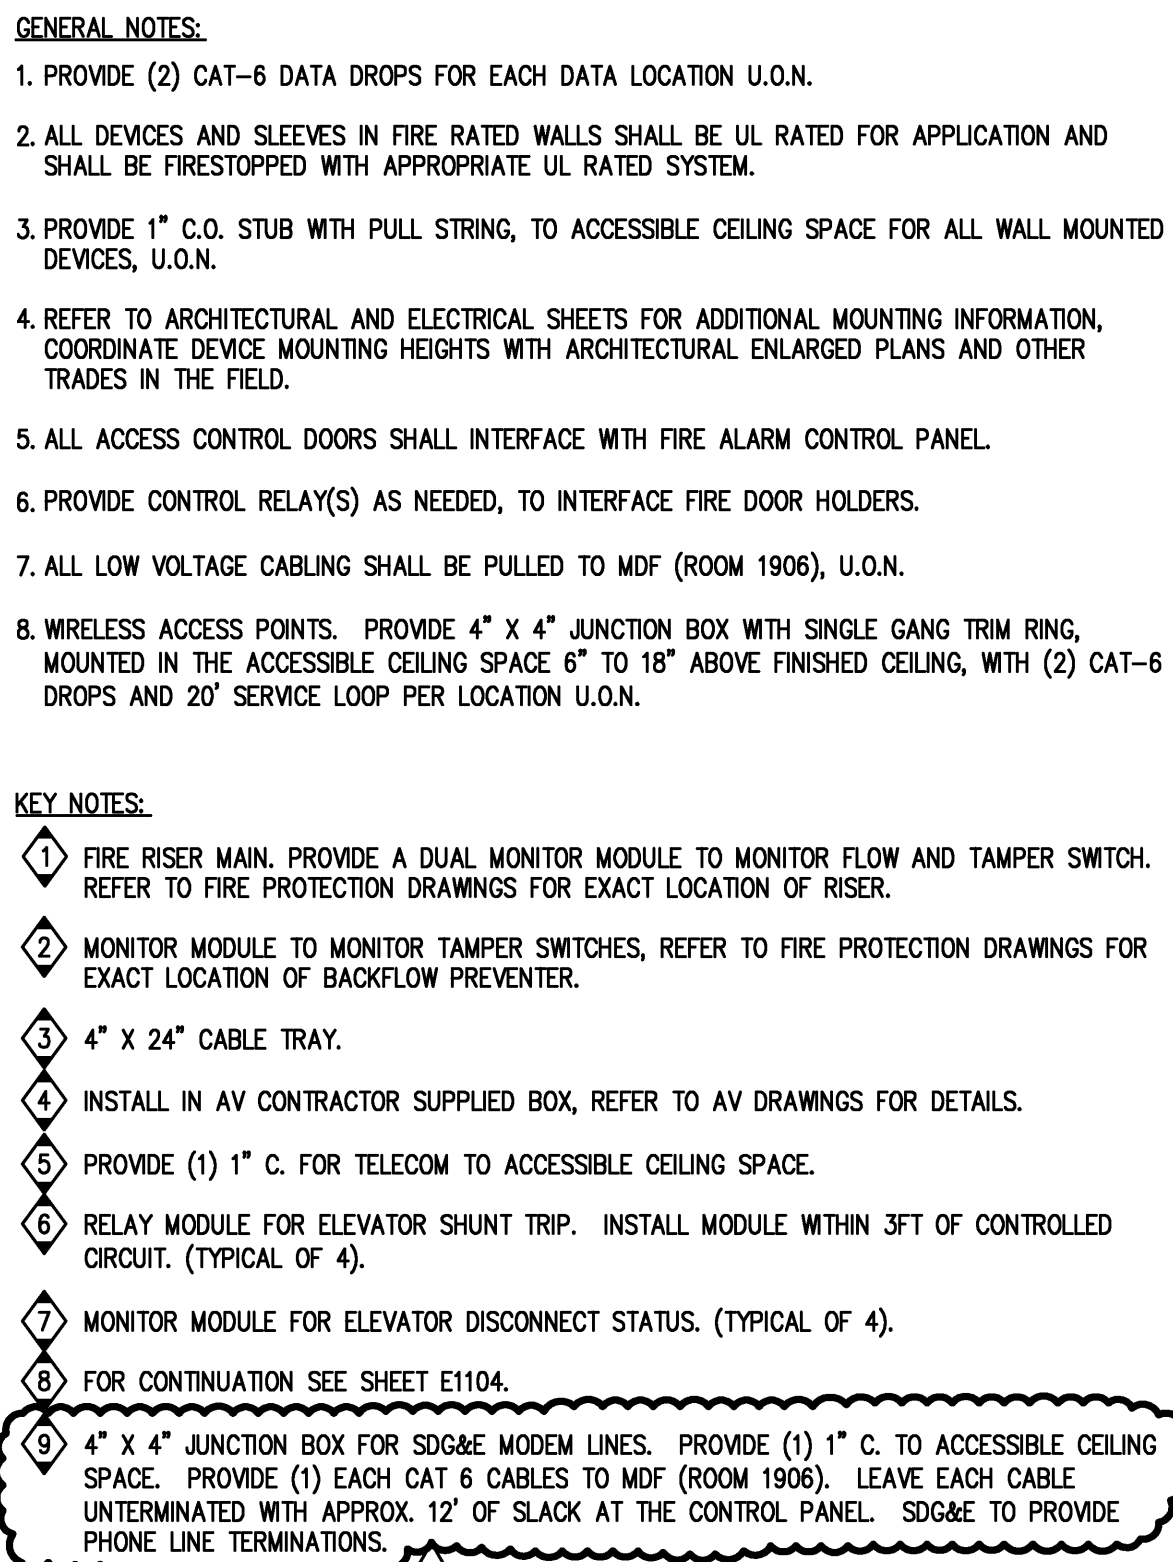 GENERAL NOTES:
1. PROVIDE (2) CAT-6 DATA DROPS FOR EACH DATA LOCATION U.O.N.
2. ALL DEVICES AND SLEEVES IN FIRE RATED WALLS SHALL BE UL RATED FOR APPLICATION AND
SHALL BE FIRESTOPPED WITH APPROPRIATE UL RATED SYSTEM.
3. PROVIDE 1" C.O. STUB WITH PULL STRING, TO ACCESSIBLE CEILING SPACE FOR ALL WALL MOUNTED
DEVICES, U.O.N.
4. REFER TO ARCHITECTURAL AND ELECTRICAL SHEETS FOR ADDITIONAL MOUNTING INFORMATION,
COORDINATE DEVICE MOUNTING HEIGHTS WITH ARCHITECTURAL ENLARGED PLANS AND OTHER
TRADES IN THE FIELD.
5. ALL ACCESS CONTROL DOORS SHALL INTERFACE WITH FIRE ALARM CONTROL PANEL.
6. PROVIDE CONTROL RELAY(S) AS NEEDED, TO INTERFACE FIRE DOOR HOLDERS.
7. ALL LOW VOLTAGE CABLING SHALL BE PULLED TO MDF (ROOM 1906), U.O.N.
8. WIRELESS ACCESS POINTS. PROVIDE 4" X 4" JUNCTION BOX WITH SINGLE GANG TRIM RING,
MOUNTED IN THE ACCESSIBLE CEILING SPACE 6" TO 18" ABOVE FINISHED CEILING, WITH (2) CAT-6
DROPS AND 20' SERVICE LOOP PER LOCATION U.O.N.
KEY NOTES:
1 FIRE RISER MAIN. PROVIDE A DUAL MONITOR MODULE TO MONITOR FLOW AND TAMPER SWITCH.
REFER TO FIRE PROTECTION DRAWINGS FOR EXACT LOCATION OF RISER.
2 MONITOR MODULE TO MONITOR TAMPER SWITCHES, REFER TO FIRE PROTECTION DRAWINGS FOR
EXACT LOCATION OF BACKFLOW PREVENTER.
3 4" X 24" CABLE TRAY.
4 INSTALL IN AV CONTRACTOR SUPPLIED BOX, REFER TO AV DRAWINGS FOR DETAILS.
5 PROVIDE (1) 1" C. FOR TELECOM TO ACCESSIBLE CEILING SPACE.
6 RELAY MODULE FOR ELEVATOR SHUNT TRIP. INSTALL MODULE WITHIN 3FT OF CONTROLLED
CIRCUIT. (TYPICAL OF 4).
7 MONITOR MODULE FOR ELEVATOR DISCONNECT STATUS. (TYPICAL OF 4).
8 FOR CONTINUATION SEE SHEET E1104.
9 4" X 4" JUNCTION BOX FOR SDG&E MODEM LINES. PROVIDE (1) 1" C. TO ACCESSIBLE CEILING
SPACE. PROVIDE (1) EACH CAT 6 CABLES TO MDF (ROOM 1906). LEAVE EACH CABLE
UNTERMINATED WITH APPROX. 12' OF SLACK AT THE CONTROL PANEL. SDG&E TO PROVIDE
PHONE LINE TERMINATIONS.